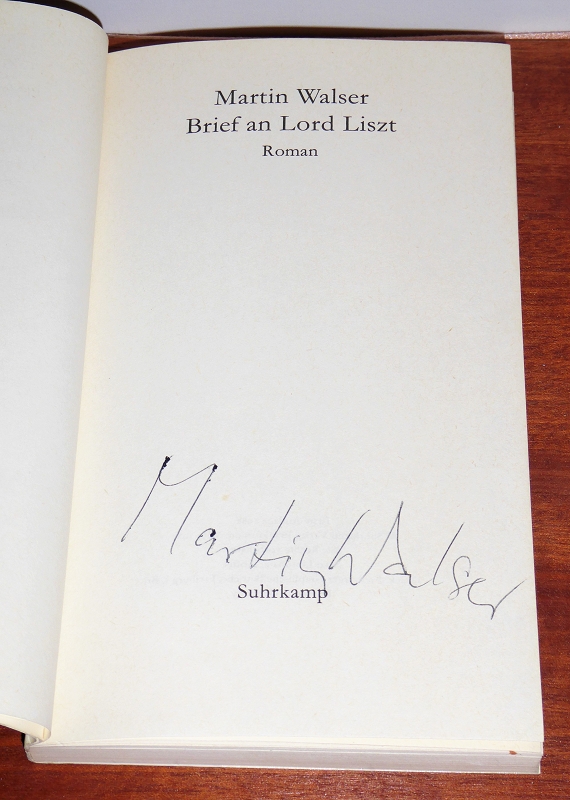 Martin Walser
Brief an Lord Liszt
Roman
Martin Walser
Suhrkamp